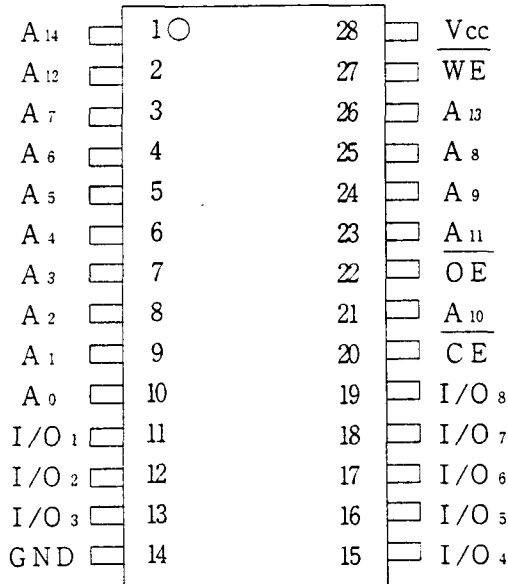 A14 1 28 Vcc
A12 2 27 WE
A7 3 26 A13
A6 4 25 A8
A5 5 24 A9
A4 6 23 A11
A3 7 22 OE
A2 8 21 A10
A1 9 20 CE
A0 10 19 I/O8
I/O1 11 18 I/O7
I/O2 12 17 I/O6
I/O3 13 16 I/O5
GND 14 15 I/O4